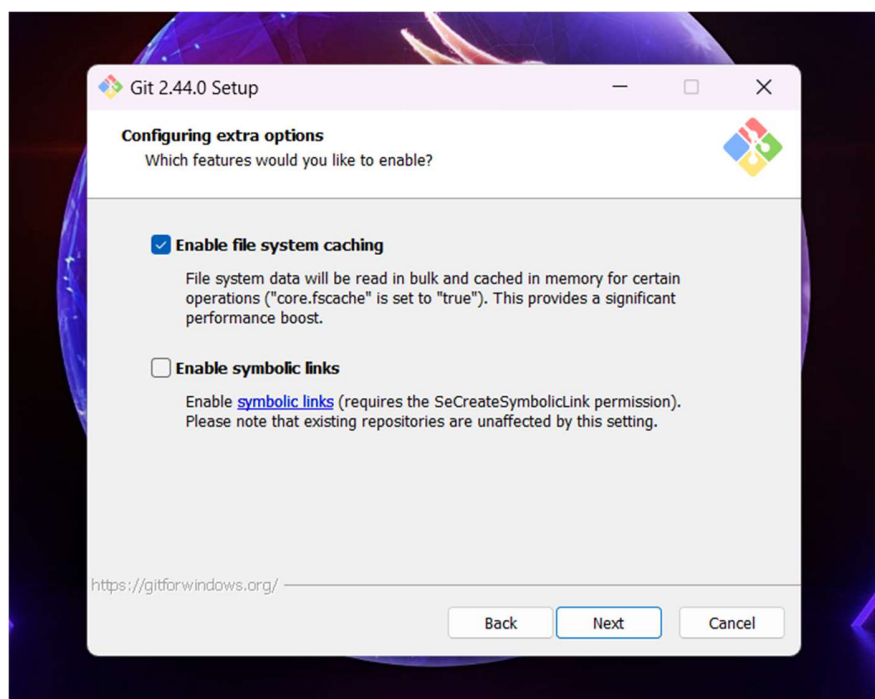 Git 2.44.0 Setup
Configuring extra options
Which features would you like to enable?
Enable file system caching
File system data will be read in bulk and cached in memory for certain
operations ("core.fscache" is set to "true"). This provides a significant
performance boost.
Enable symbolic links
Enable symbolic links (requires the SeCreateSymbolicLink permission).
Please note that existing repositories are unaffected by this setting.
https://gitforwindows.org/
Back Next Cancel